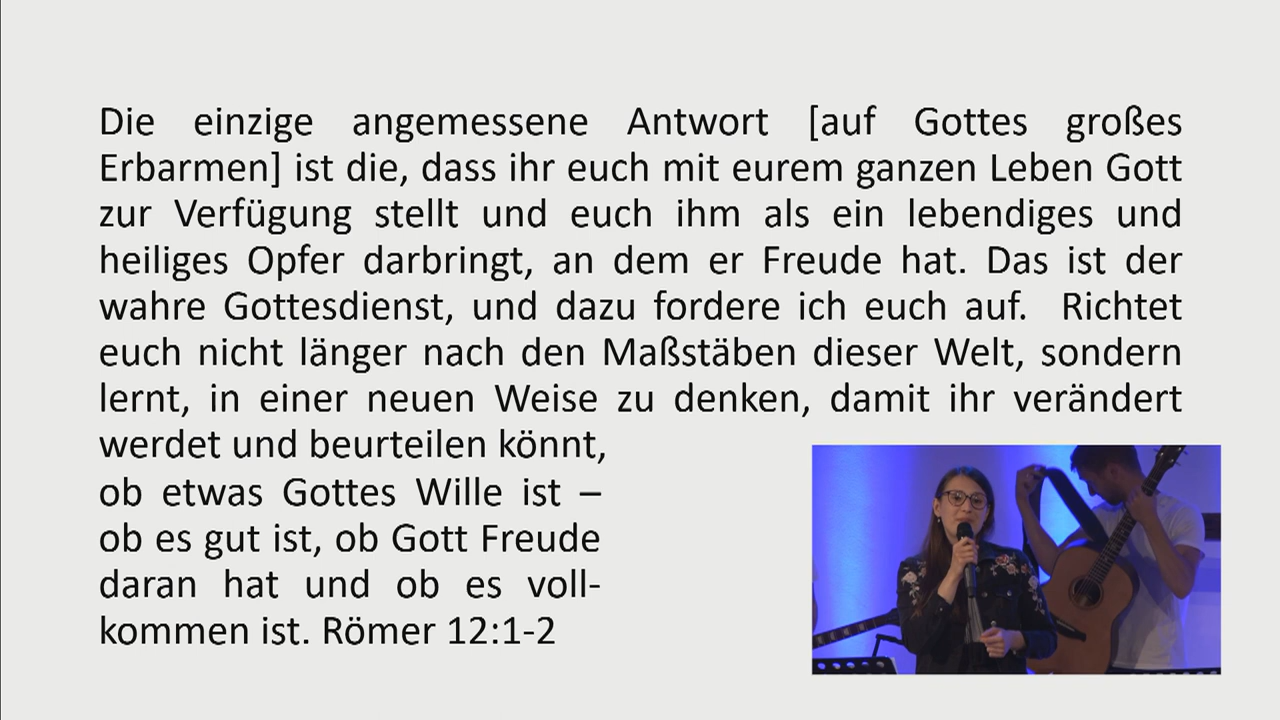 Die einzige angemessene Antwort [auf Gottes großes
Erbarmen] ist die, dass ihr euch mit eurem ganzen Leben Gott
zur Verfügung stellt und euch ihm als ein lebendiges und
heiliges Opfer darbringt, an dem er Freude hat. Das ist der
wahre Gottesdienst, und dazu fordere ich euch auf. Richtet
euch nicht länger nach den Maßstäben dieser Welt, sondern
lernt, in einer neuen Weise zu denken, damit ihr verändert
werdet und beurteilen könnt,
ob etwas Gottes Wille ist –
ob es gut ist, ob Gott Freude
daran hat und ob es voll-
kommen ist. Römer 12:1-2